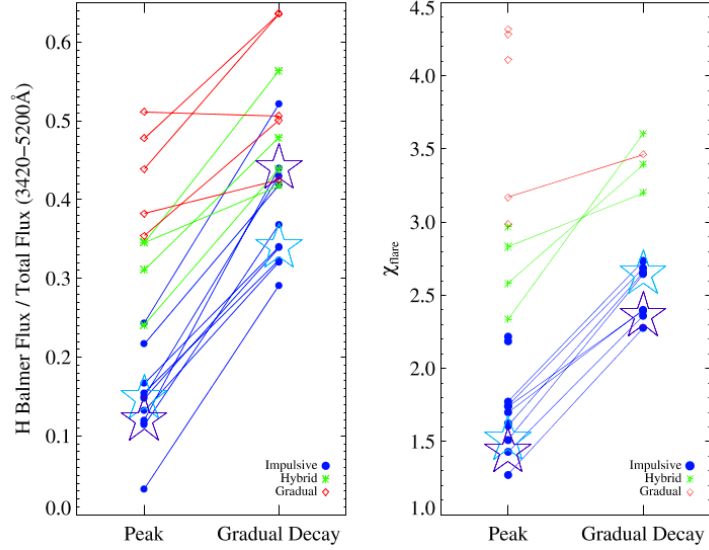 H Balmer Flux / Total Flux (3420-5200Å)
0.6
0.5
0.4
0.3
0.2
0.1
0.0
Impulsive
Hybrid
Gradual
Peak
Gradual Decay
χflare
4.5
4.0
3.5
3.0
2.5
2.0
1.5
1.0
Impulsive
Hybrid
Gradual
Peak
Gradual Decay